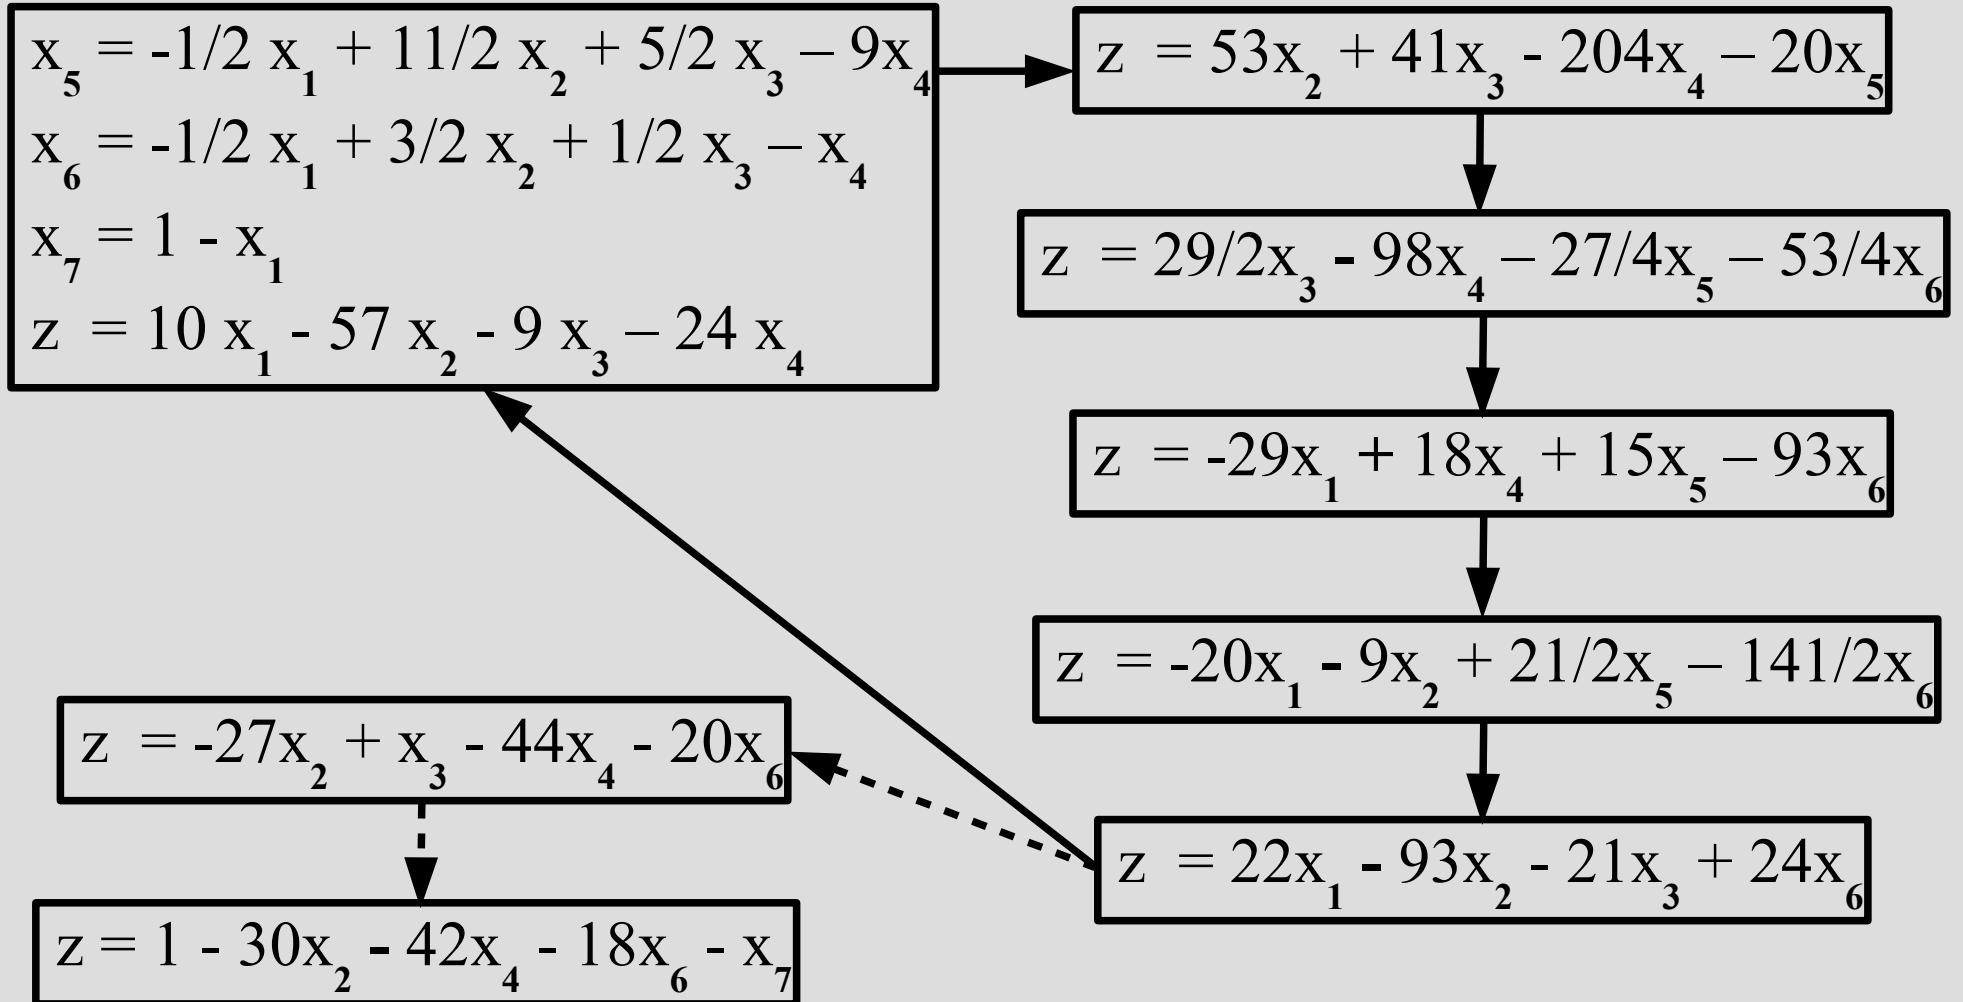 x₅ = -1/2 x₁ + 11/2 x₂ + 5/2 x₃ – 9x₄
x₆ = -1/2 x₁ + 3/2 x₂ + 1/2 x₃ – x₄
x₇ = 1 - x₁
z = 10 x₁ - 57 x₂ - 9 x₃ – 24 x₄
z = 53x₂ + 41x₃ - 204x₄ – 20x₅
z = 29/2x₃ - 98x₄ – 27/4x₅ – 53/4x₆
z = -29x₁ + 18x₄ + 15x₅ – 93x₆
z = -20x₁ - 9x₂ + 21/2x₅ – 141/2x₆
z = 22x₁ - 93x₂ - 21x₃ + 24x₆
z = -27x₂ + x₃ - 44x₄ - 20x₆
z = 1 - 30x₂ - 42x₄ - 18x₆ - x₇